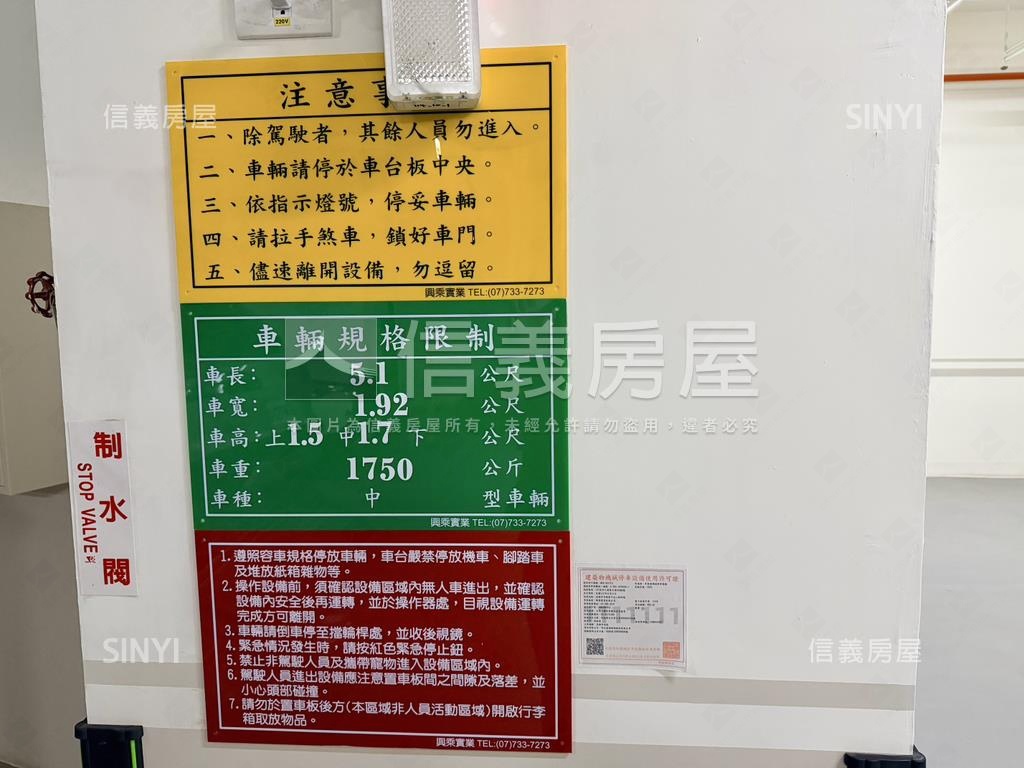 220V
注意事
一、除駕駛者，其餘人員勿進入。
二、車輛請停於車台板中央。
三、依指示燈號，停妥車輛。
四、請拉手煞車，鎖好車門。
五、儘速離開設備，勿逗留。
興乘實業 TEL:(07)733-7273
車輛規格限制
車長： 5.1 公尺
車寬： 1.92 公尺
車高：上1.5 中1.7 下 公尺
車重： 1750 公斤
車種： 中 型車輛
興乘實業 TEL:(07)733-7273
1. 遵照容車規格停放車輛，車台嚴禁停放機車、腳踏車
及堆放紙箱雜物等。
2. 操作設備前，須確認設備區域內無人車進出，並確認
設備內安全後再運轉，並於操作器處，目視設備運轉
完成方可離開。
3. 車輛請倒車停至擋輪桿處，並收後視鏡。
4. 緊急情況發生時，請按紅色緊急停止鈕。
5. 禁止非駕駛人員及攜帶寵物進入設備區域內。
6. 駕駛人員進出設備應注意置車板間之間隙及落差，並
小心頭部碰撞。
7. 請勿於置車板後方(本區域非人員活動區域)開啟行李
箱取放物品。
興乘實業 TEL:(07)733-7273
制水閥
STOP VALVE
建築物機械停車設備使用許可證
信義房屋
SINYI
信義房屋
本圖片為信義房屋所有，未經允許請勿盜用，違者必究
SINYI
信義房屋